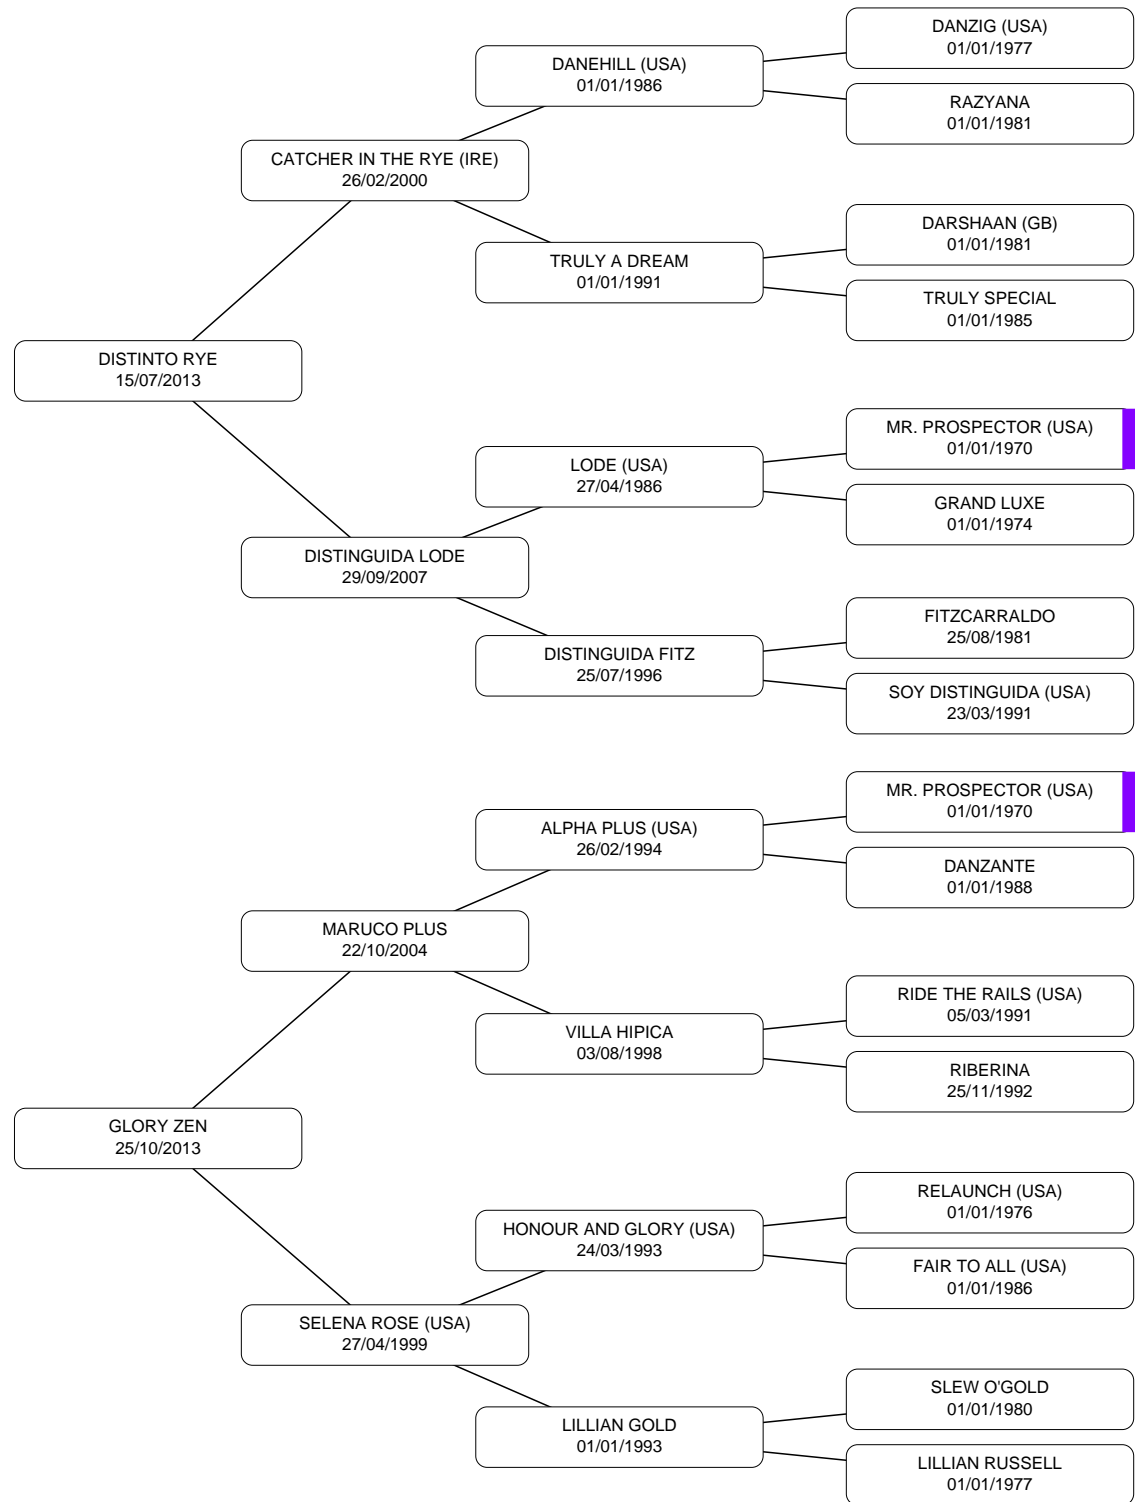 DANZIG (USA)
01/01/1977
DANEHILL (USA)
01/01/1986
RAZYANA
01/01/1981
CATCHER IN THE RYE (IRE)
26/02/2000
DARSHAAN (GB)
01/01/1981
TRULY A DREAM
01/01/1991
TRULY SPECIAL
01/01/1985
DISTINTO RYE
15/07/2013
MR. PROSPECTOR (USA)
01/01/1970
LODE (USA)
27/04/1986
GRAND LUXE
01/01/1974
DISTINGUIDA LODE
29/09/2007
FITZCARRALDO
25/08/1981
DISTINGUIDA FITZ
25/07/1996
SOY DISTINGUIDA (USA)
23/03/1991
MR. PROSPECTOR (USA)
01/01/1970
ALPHA PLUS (USA)
26/02/1994
DANZANTE
01/01/1988
MARUCO PLUS
22/10/2004
RIDE THE RAILS (USA)
05/03/1991
VILLA HIPICA
03/08/1998
RIBERINA
25/11/1992
GLORY ZEN
25/10/2013
RELAUNCH (USA)
01/01/1976
HONOUR AND GLORY (USA)
24/03/1993
FAIR TO ALL (USA)
01/01/1986
SELENA ROSE (USA)
27/04/1999
SLEW O'GOLD
01/01/1980
LILLIAN GOLD
01/01/1993
LILLIAN RUSSELL
01/01/1977